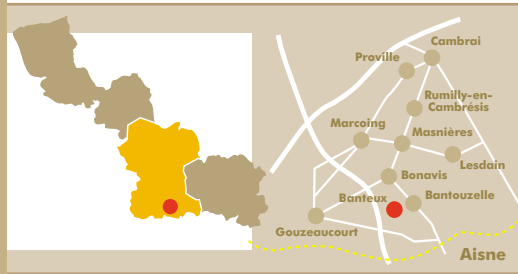 Cambrai
Proville
Rumilly-en-
Cambrésis
Marcoing
Masnières
Lesdain
Bonavis
Banteux
Bantouzelle
Gouzeaucourt
Aisne